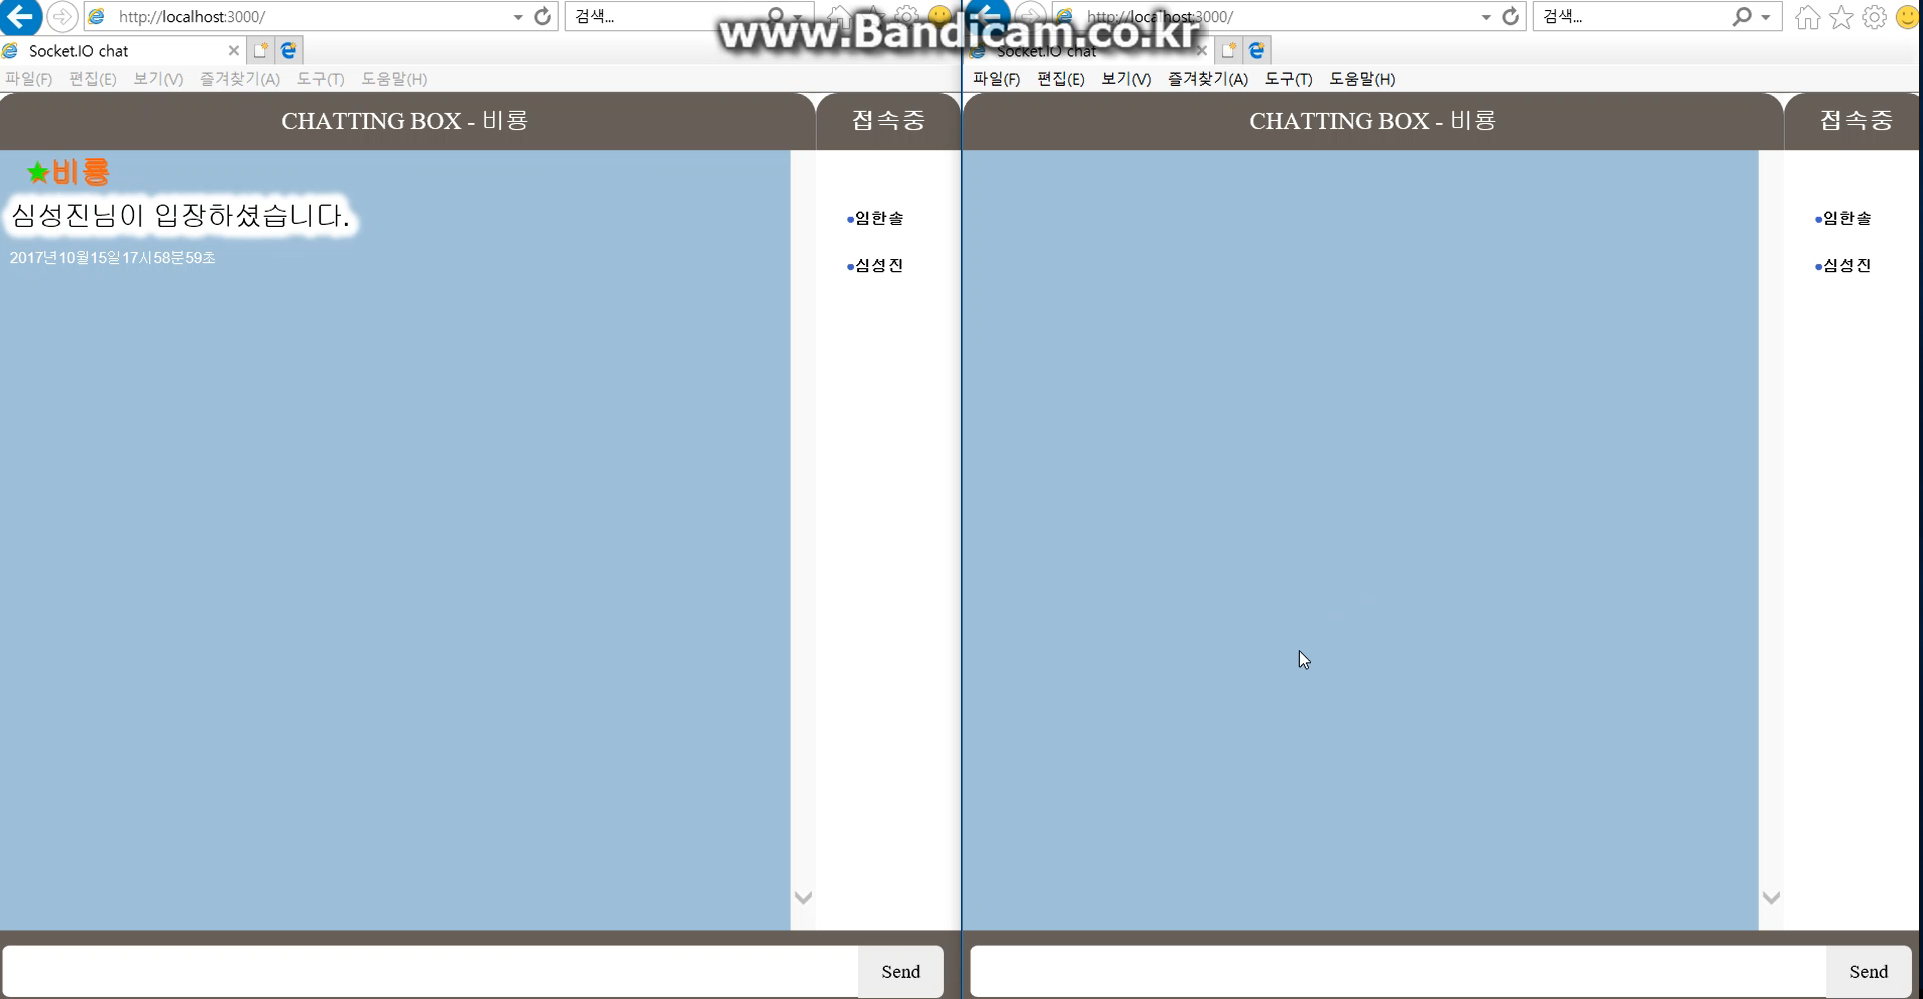 www.Bandicam.co.kr
http://localhost:3000/
검색...
Socket.IO chat
파일(F) 편집(E) 보기(V) 즐겨찾기(A) 도구(T) 도움말(H)
CHATTING BOX - 비룡
접속중
★비룡
심성진님이 입장하셨습니다.
2017년10월15일17시58분59초
●임한솔
●심성진
Send
http://localhost:3000/
검색...
Socket.IO chat
파일(F) 편집(E) 보기(V) 즐겨찾기(A) 도구(T) 도움말(H)
CHATTING BOX - 비룡
접속중
●임한솔
●심성진
Send